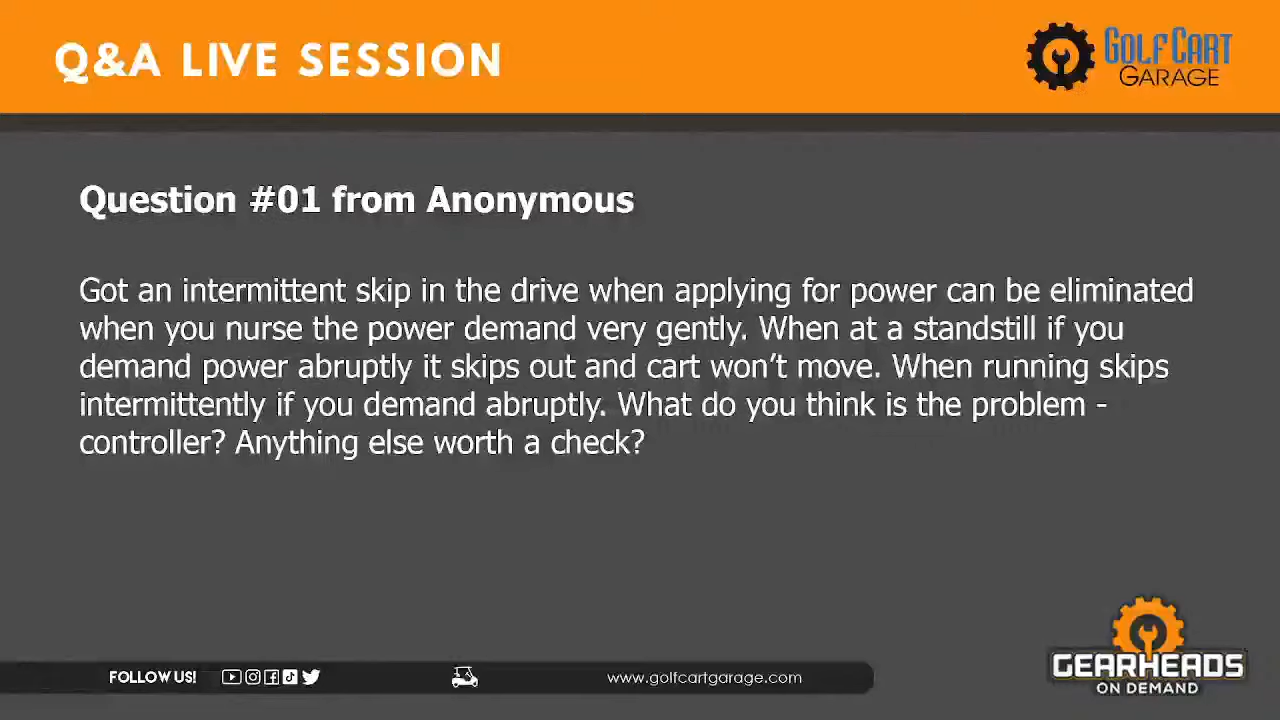 Q&A LIVE SESSION
GOLF CART
GARAGE
Question #01 from Anonymous
Got an intermittent skip in the drive when applying for power can be eliminated
when you nurse the power demand very gently. When at a standstill if you
demand power abruptly it skips out and cart won’t move. When running skips
intermittently if you demand abruptly. What do you think is the problem -
controller? Anything else worth a check?
FOLLOW US!
www.golfcartgarage.com
GEARHEADS
ON DEMAND